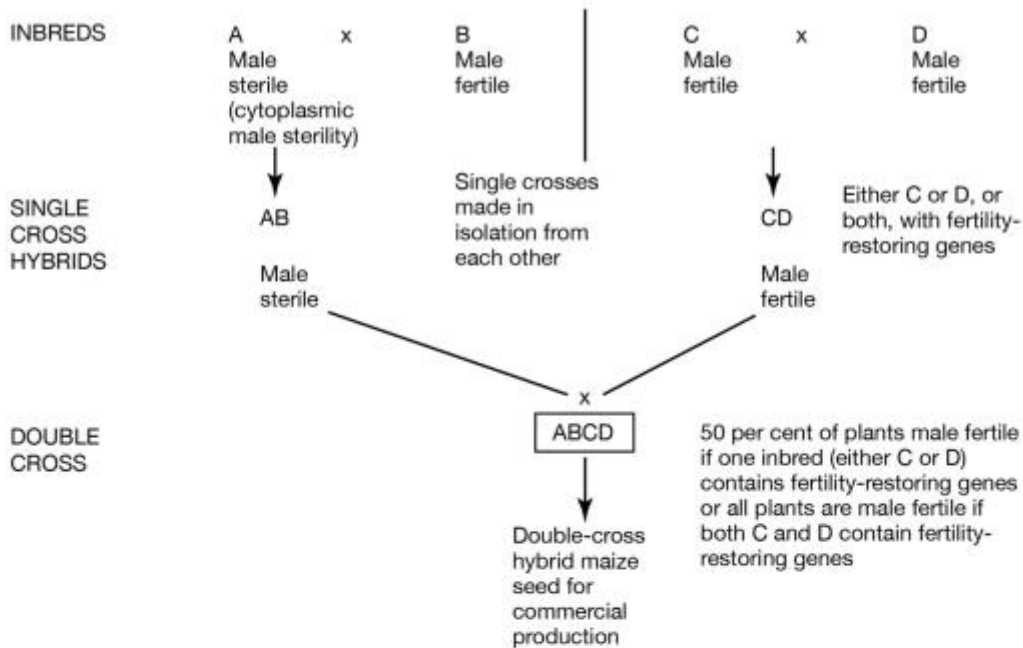 INBREDS
A x B
Male
sterile
(cytoplasmic
male sterility)
Male
fertile
C x D
Male
fertile
Male
fertile
SINGLE
CROSS
HYBRIDS
AB
Male
sterile
Single crosses
made in
isolation from
each other
CD
Male
fertile
Either C or D, or
both, with fertility-
restoring genes
x
DOUBLE
CROSS
ABCD
50 per cent of plants male fertile
if one inbred (either C or D)
contains fertility-restoring genes
or all plants are male fertile if
both C and D contain fertility-
restoring genes
Double-cross
hybrid maize
seed for
commercial
production